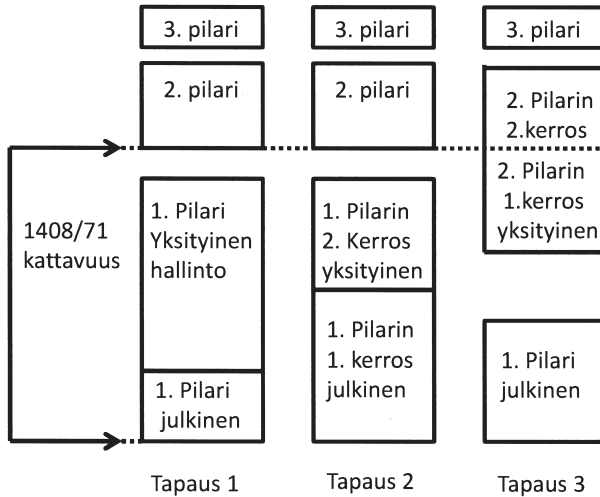 3. pilari
3. pilari
3. pilari
2. pilari
2. pilari
2. Pilarin
2.kerros
2. Pilarin
1.kerros
yksityinen
1408/71
kattavuus
1. Pilari
Yksityinen
hallinto
1. Pilari
julkinen
1. Pilarin
2. Kerros
yksityinen
1. Pilarin
1. kerros
julkinen
1. Pilari
julkinen
Tapaus 1
Tapaus 2
Tapaus 3